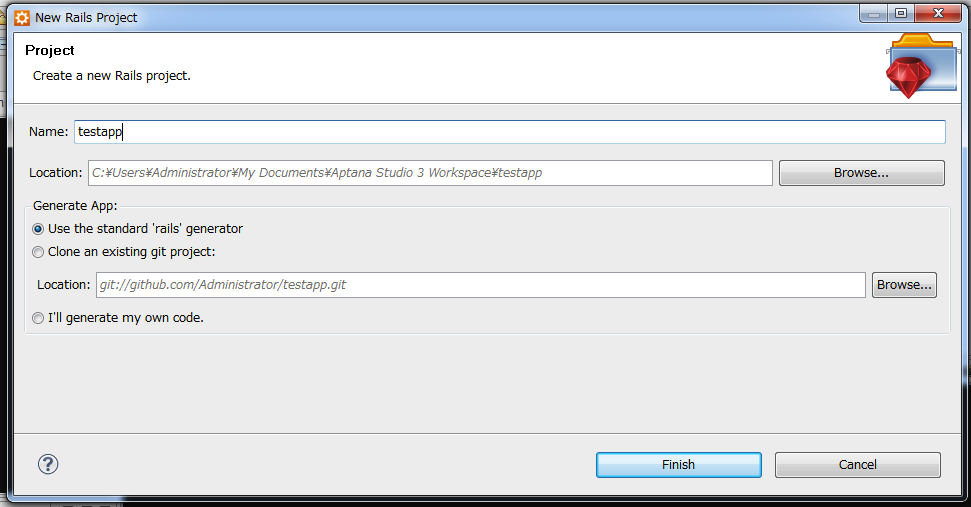 New Rails Project
Project
Create a new Rails project.
Name: testapp
Location: C:¥Users¥Administrator¥My Documents¥Aptana Studio 3 Workspace¥testapp Browse...
Generate App:
Use the standard 'rails' generator
Clone an existing git project:
Location: git://github.com/Administrator/testapp.git Browse...
I'll generate my own code.
? Finish Cancel